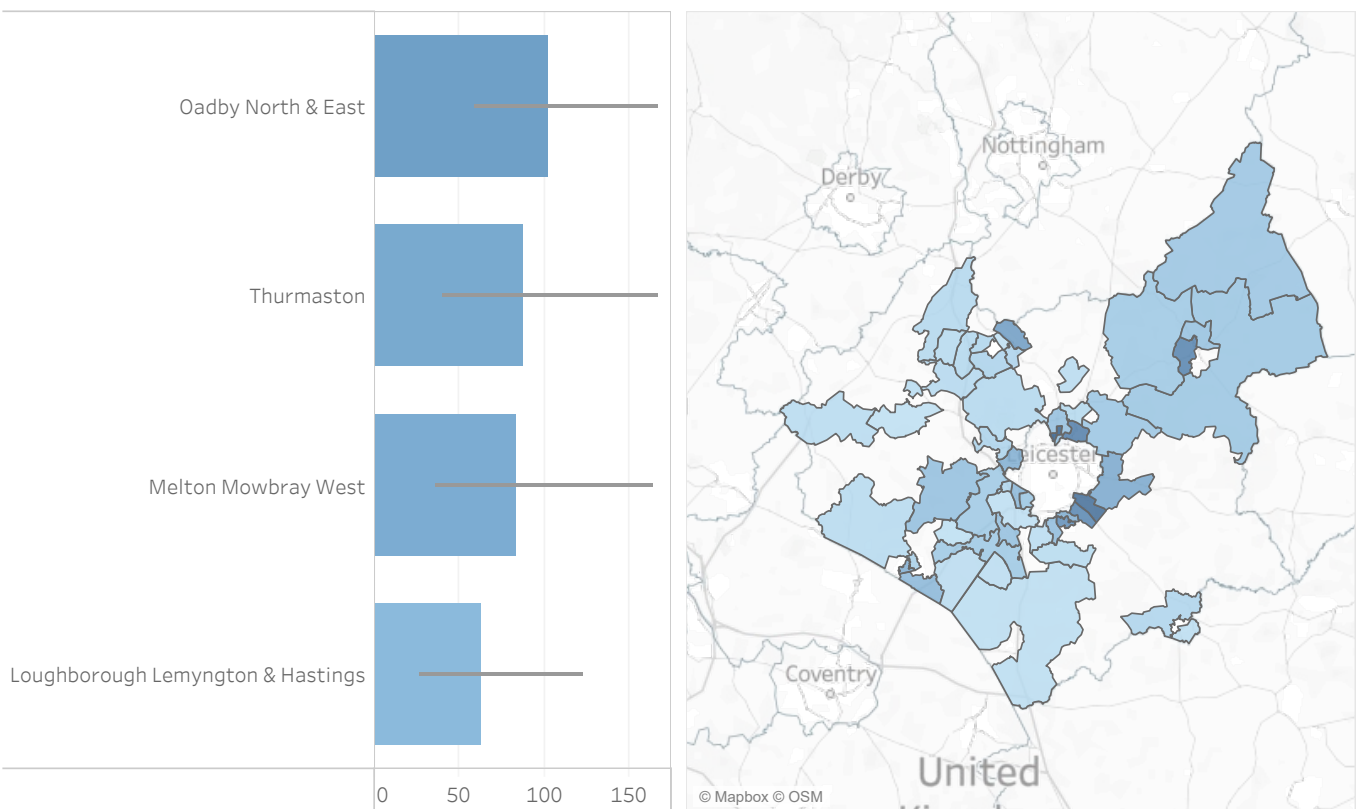 Oadby North & East
Thurmaston
Melton Mowbray West
Loughborough Lemyngton & Hastings
0 50 100 150
Nottingham
Derby
eicester
Coventry
United
© Mapbox © OSM